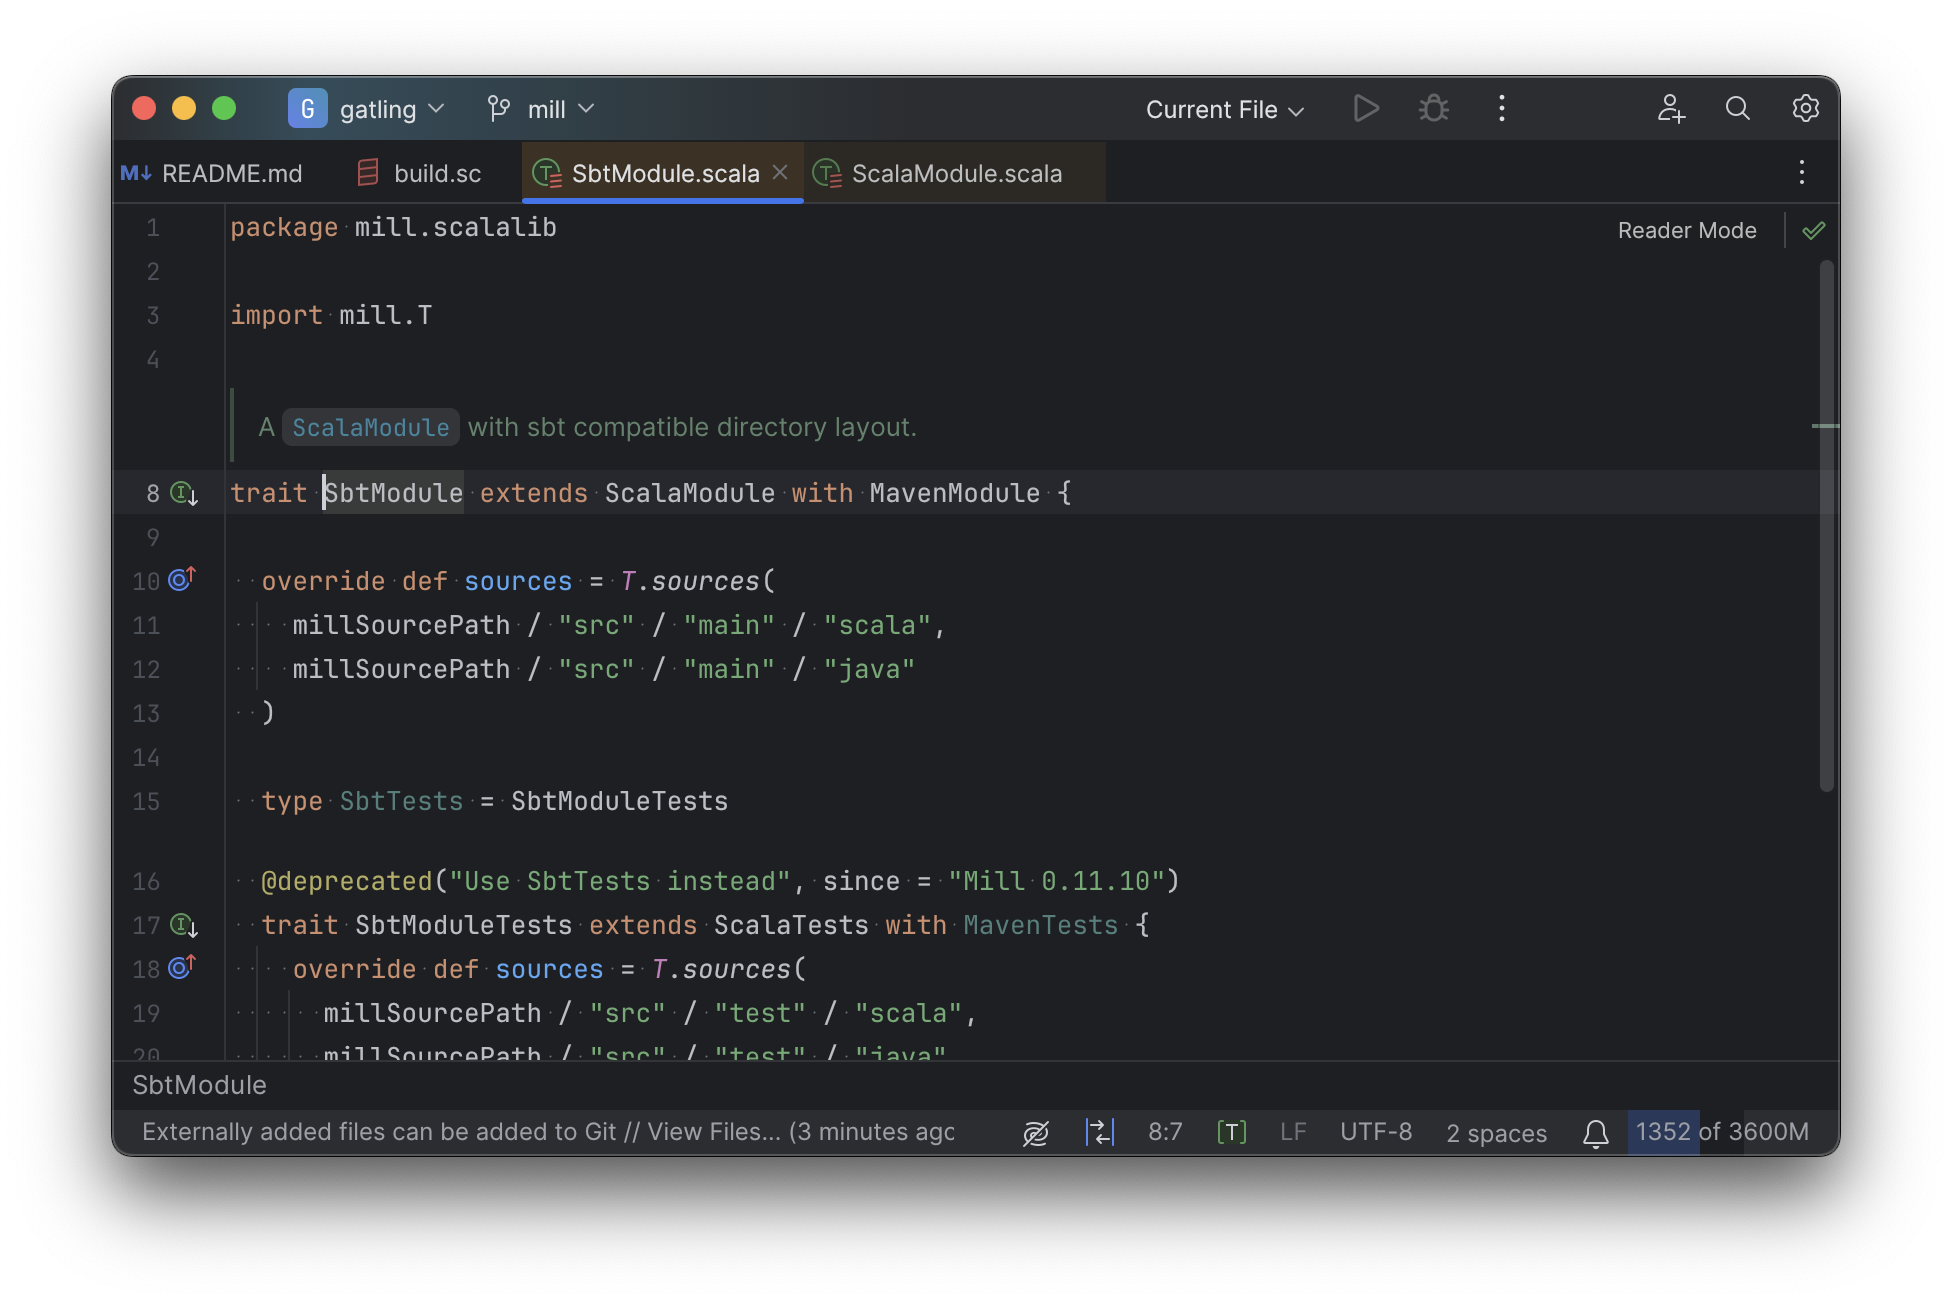 G gatling mill Current File
M↓ README.md build.sc SbtModule.scala ScalaModule.scala
Reader Mode
1 package mill.scalalib
2
3 import mill.T
4
A ScalaModule with sbt compatible directory layout.
8 trait SbtModule extends ScalaModule with MavenModule {
9
10 override def sources = T.sources(
11 millSourcePath / "src" / "main" / "scala",
12 millSourcePath / "src" / "main" / "java"
13 )
14
15 type SbtTests = SbtModuleTests
16 @deprecated("Use SbtTests instead", since = "Mill 0.11.10")
17 trait SbtModuleTests extends ScalaTests with MavenTests {
18 override def sources = T.sources(
19 millSourcePath / "src" / "test" / "scala",
20 millSourcePath / "src" / "test" / "java"
SbtModule
Externally added files can be added to Git // View Files... (3 minutes ago 8:7 [T] LF UTF-8 2 spaces 1352 of 3600M